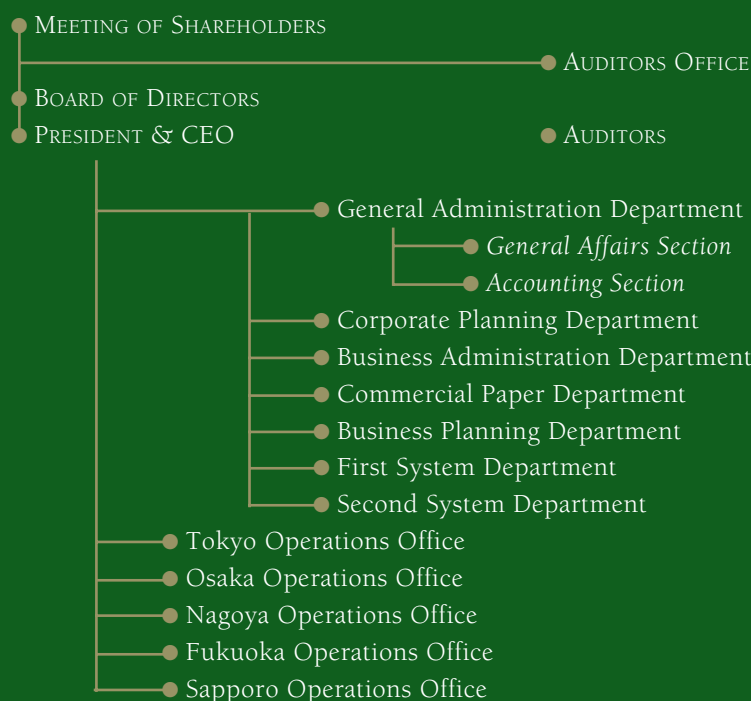 MEETING OF SHAREHOLDERS
AUDITORS OFFICE
BOARD OF DIRECTORS
PRESIDENT & CEO
AUDITORS
General Administration Department
General Affairs Section
Accounting Section
Corporate Planning Department
Business Administration Department
Commercial Paper Department
Business Planning Department
First System Department
Second System Department
Tokyo Operations Office
Osaka Operations Office
Nagoya Operations Office
Fukuoka Operations Office
Sapporo Operations Office